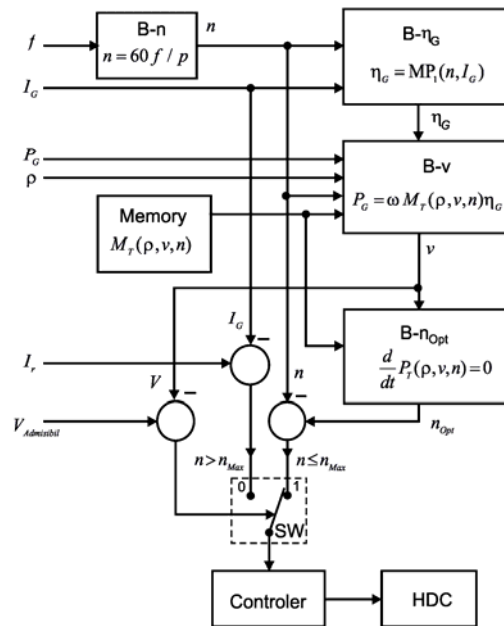 f
B-n
n = 60 f / p
n
B-η_G
η_G = MP_1(n, I_G)
I_G
η_G
P_G
ρ
B-v
P_G = ω M_T(ρ, v, n)η_G
Memory
M_T(ρ, v, n)
v
I_G
B-n_Opt
d/dt P_T(ρ, v, n) = 0
I_r
V
n
n_Opt
V_Admisibil
n > n_Max
n ≤ n_Max
0
1
SW
Controler
HDC